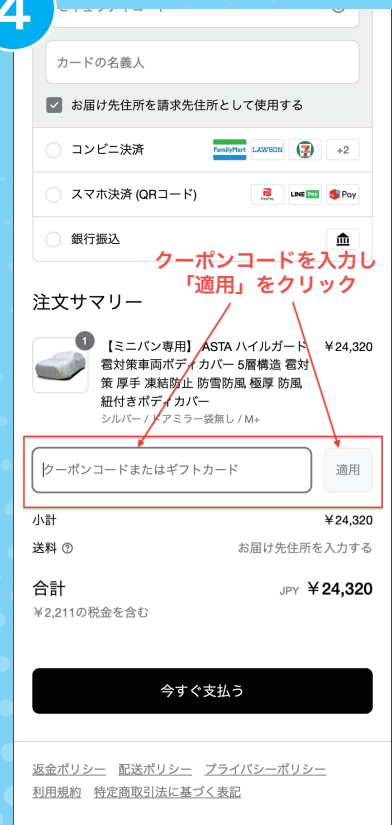 4
カードの名義人
お届け先住所を請求先住所として使用する
コンビニ決済 FamilyMart LAWSON 7 +2
スマホ決済 (QRコード) PayPay LINE Pay Pay
銀行振込
クーポンコードを入力し
「適用」をクリック
注文サマリー
1
【ミニバン専用】 ASTA ハイルガード ¥24,320
雹対策車両ボディカバー 5層構造 雹対
策 厚手 凍結防止 防雪防風 極厚 防風
紐付きボディカバー
シルバー / ドアミラー袋無し / M+
クーポンコードまたはギフトカード 適用
小計 ¥24,320
送料 お届け先住所を入力する
合計 JPY ¥24,320
¥2,211の税金を含む
今すぐ支払う
返金ポリシー 配送ポリシー プライバシーポリシー
利用規約 特定商取引法に基づく表記